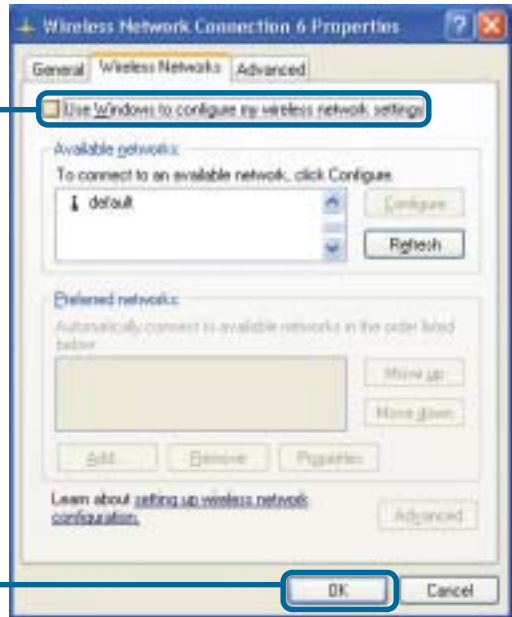 Wireless Network Connection 6 Properties
General Wireless Networks Advanced
Use Windows to configure my wireless network settings
Available networks:
To connect to an available network, click Configure.
default
Configure
Refresh
Preferred networks:
Automatically connect to available networks in the order listed
below:
Move up
Move down
Add... Remove Properties
Learn about setting up wireless network
configuration.
Advanced
OK Cancel